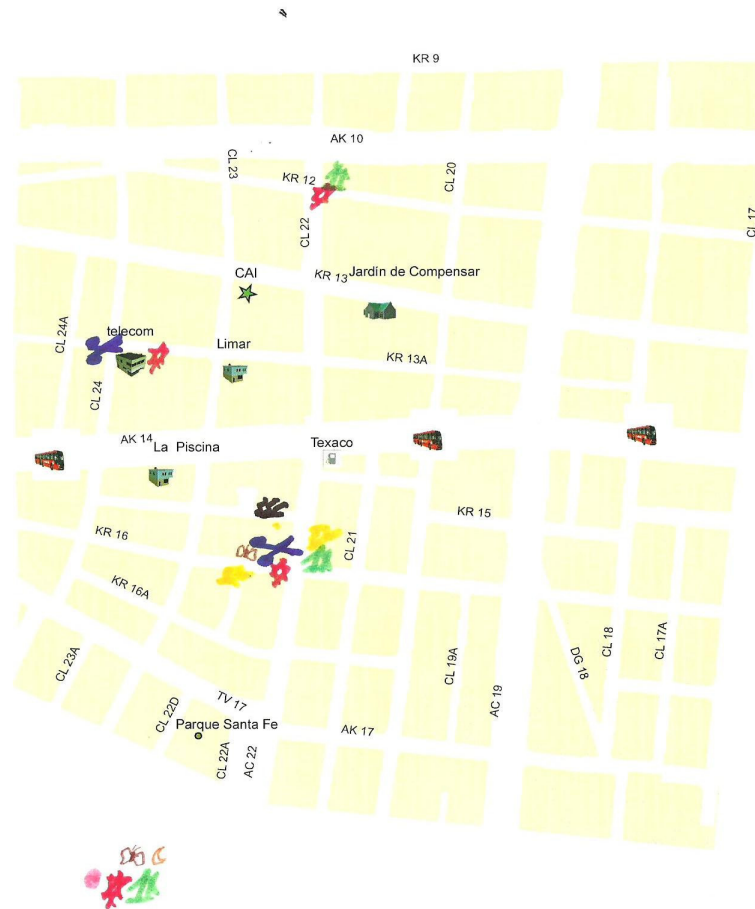 KR 9
AK 10
CL 23
KR 12
CL 20
CL 22
CL 17
CAI
KR 13
Jardín de Compensar
CL 24A
telecom
Limar
KR 13A
CL 24
AK 14
La Piscina
Texaco
KR 15
KR 16
CL 21
KR 16A
CL 23A
CL 22D
TV 17
CL 19A
AC 19
DG 18
CL 18
CL 17A
Parque Santa Fe
AK 17
CL 22A
AC 22